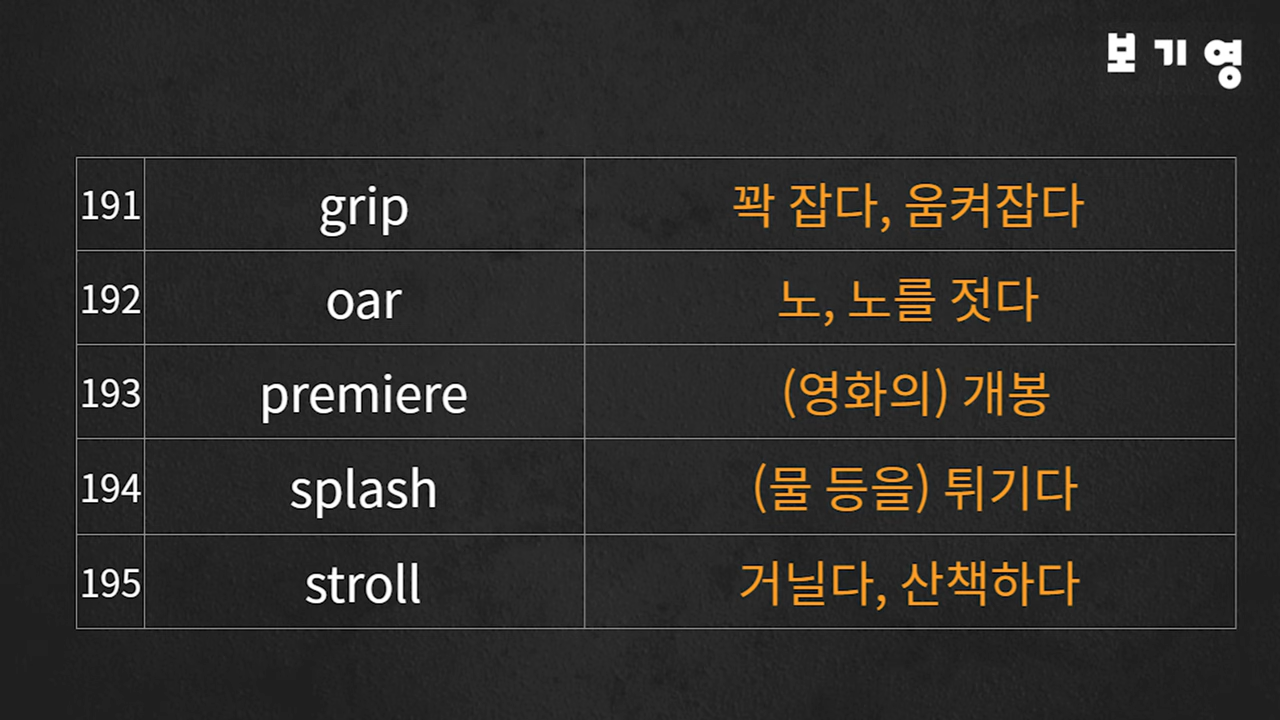 보기영
191 grip 꽉 잡다, 움켜잡다
192 oar 노, 노를 젓다
193 premiere (영화의) 개봉
194 splash (물 등을) 튀기다
195 stroll 거닐다, 산책하다